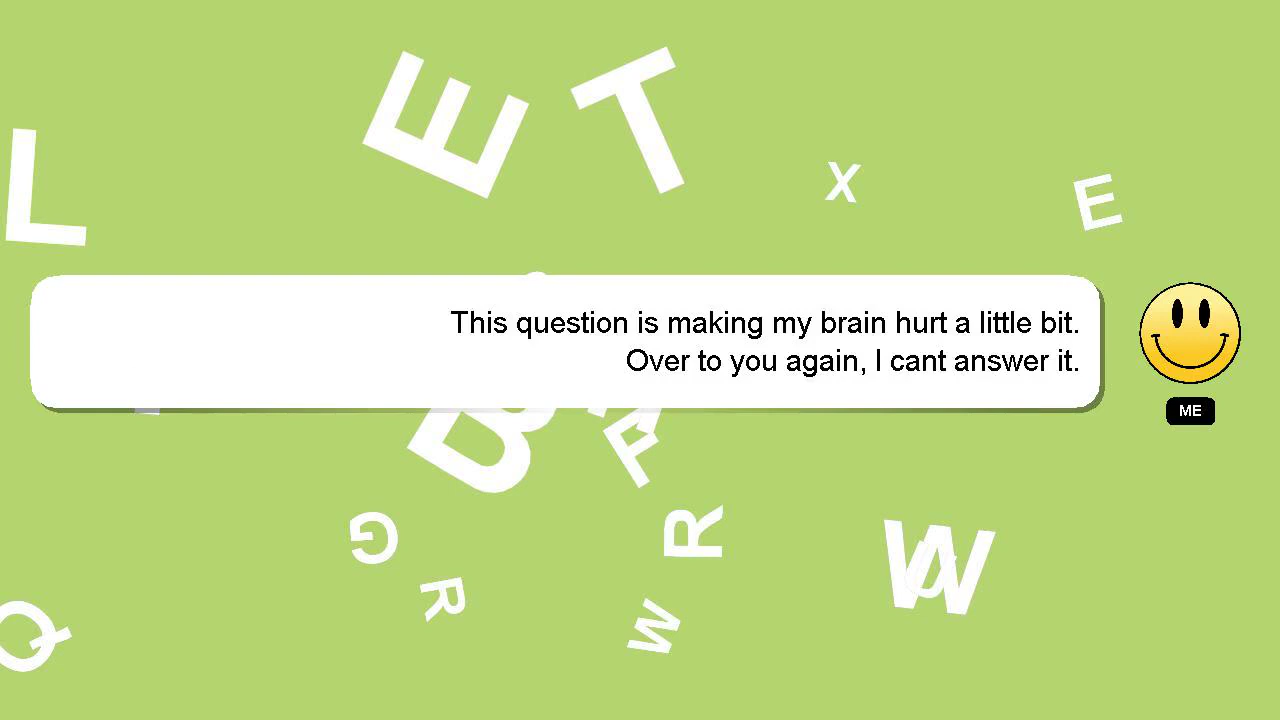 E T
L X E
This question is making my brain hurt a little bit.
Over to you again, I cant answer it.
ME
B
G R W
R W
Q